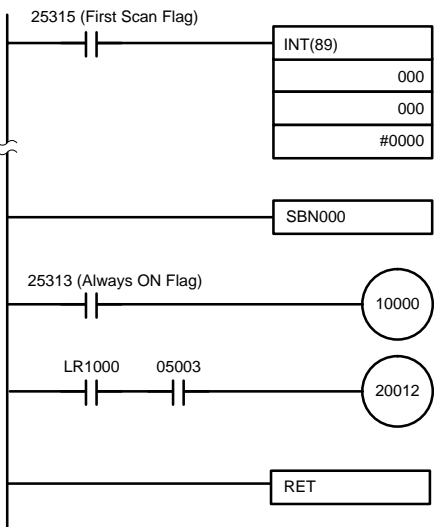 25315 (First Scan Flag)
INT(89)
000
000
#0000
SBN000
25313 (Always ON Flag)
10000
LR1000 05003
20012
RET